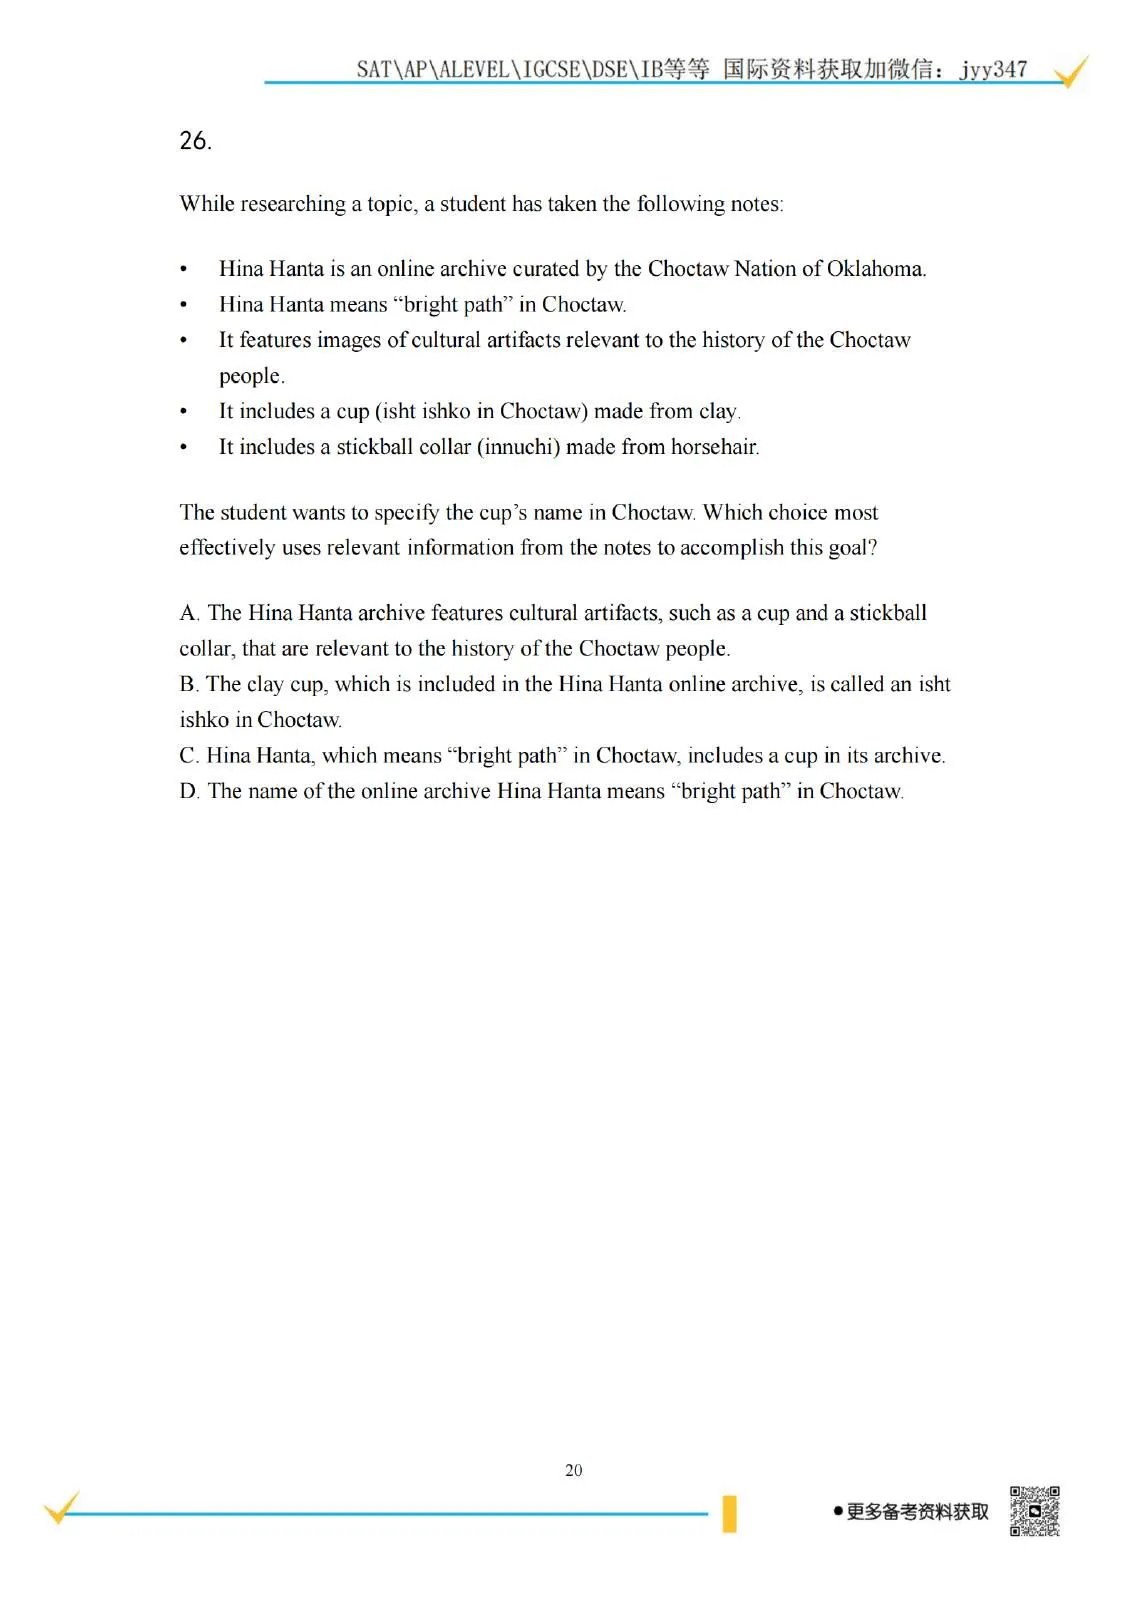 SAT\AP\ALEVEL\IGCSE\DSE\IB等等 国际资料获取加微信：jyy347
26.
While researching a topic, a student has taken the following notes:
• Hina Hanta is an online archive curated by the Choctaw Nation of Oklahoma.
• Hina Hanta means “bright path” in Choctaw.
• It features images of cultural artifacts relevant to the history of the Choctaw
people.
• It includes a cup (isht ishko in Choctaw) made from clay.
• It includes a stickball collar (innuchi) made from horsehair.
The student wants to specify the cup’s name in Choctaw. Which choice most
effectively uses relevant information from the notes to accomplish this goal?
A. The Hina Hanta archive features cultural artifacts, such as a cup and a stickball
collar, that are relevant to the history of the Choctaw people.
B. The clay cup, which is included in the Hina Hanta online archive, is called an isht
ishko in Choctaw.
C. Hina Hanta, which means “bright path” in Choctaw, includes a cup in its archive.
D. The name of the online archive Hina Hanta means “bright path” in Choctaw.
20
●更多备考资料获取